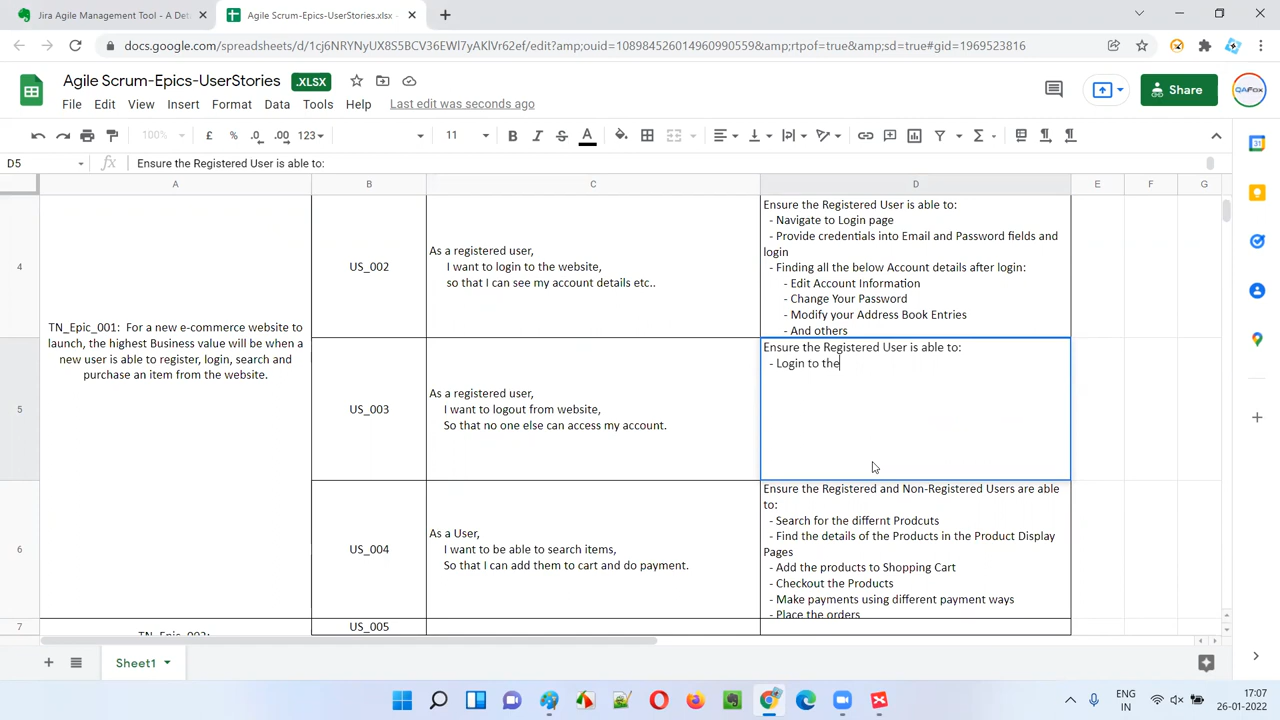 Jira Agile Management Tool - A Det
Agile Scrum-Epics-UserStories.xlsx
docs.google.com/spreadsheets/d/1cj6NRYNyUX8S5BCV36EWl7yAKlVr62eI/edit?amp;ouid=108984526014960990559&amp;rtpof=true&amp;sd=true#gid=1969523816
Agile Scrum-Epics-UserStories .XLSX
File Edit View Insert Format Data Tools Help Last edit was seconds ago
Share
QAFox
100% £ % .0 .00 123 11 B I S A
D5 fx Ensure the Registered User is able to:
A B C D E F G
4
US_002
As a registered user,
I want to login to the website,
so that I can see my account details etc..
Ensure the Registered User is able to:
- Navigate to Login page
- Provide credentials into Email and Password fields and
login
- Finding all the below Account details after login:
- Edit Account Information
- Change Your Password
- Modify your Address Book Entries
- And others
TN_Epic_001: For a new e-commerce website to
launch, the highest Business value will be when a
new user is able to register, login, search and
purchase an item from the website.
5
US_003
As a registered user,
I want to logout from website,
So that no one else can access my account.
Ensure the Registered User is able to:
- Login to the
6
US_004
As a User,
I want to be able to search items,
So that I can add them to cart and do payment.
Ensure the Registered and Non-Registered Users are able
to:
- Search for the differnt Prodcuts
- Find the details of the Products in the Product Display
Pages
- Add the products to Shopping Cart
- Checkout the Products
- Make payments using different payment ways
- Place the orders
7
TN_Epic_002:
US_005
Sheet1
31
ENG
IN
17:07
26-01-2022